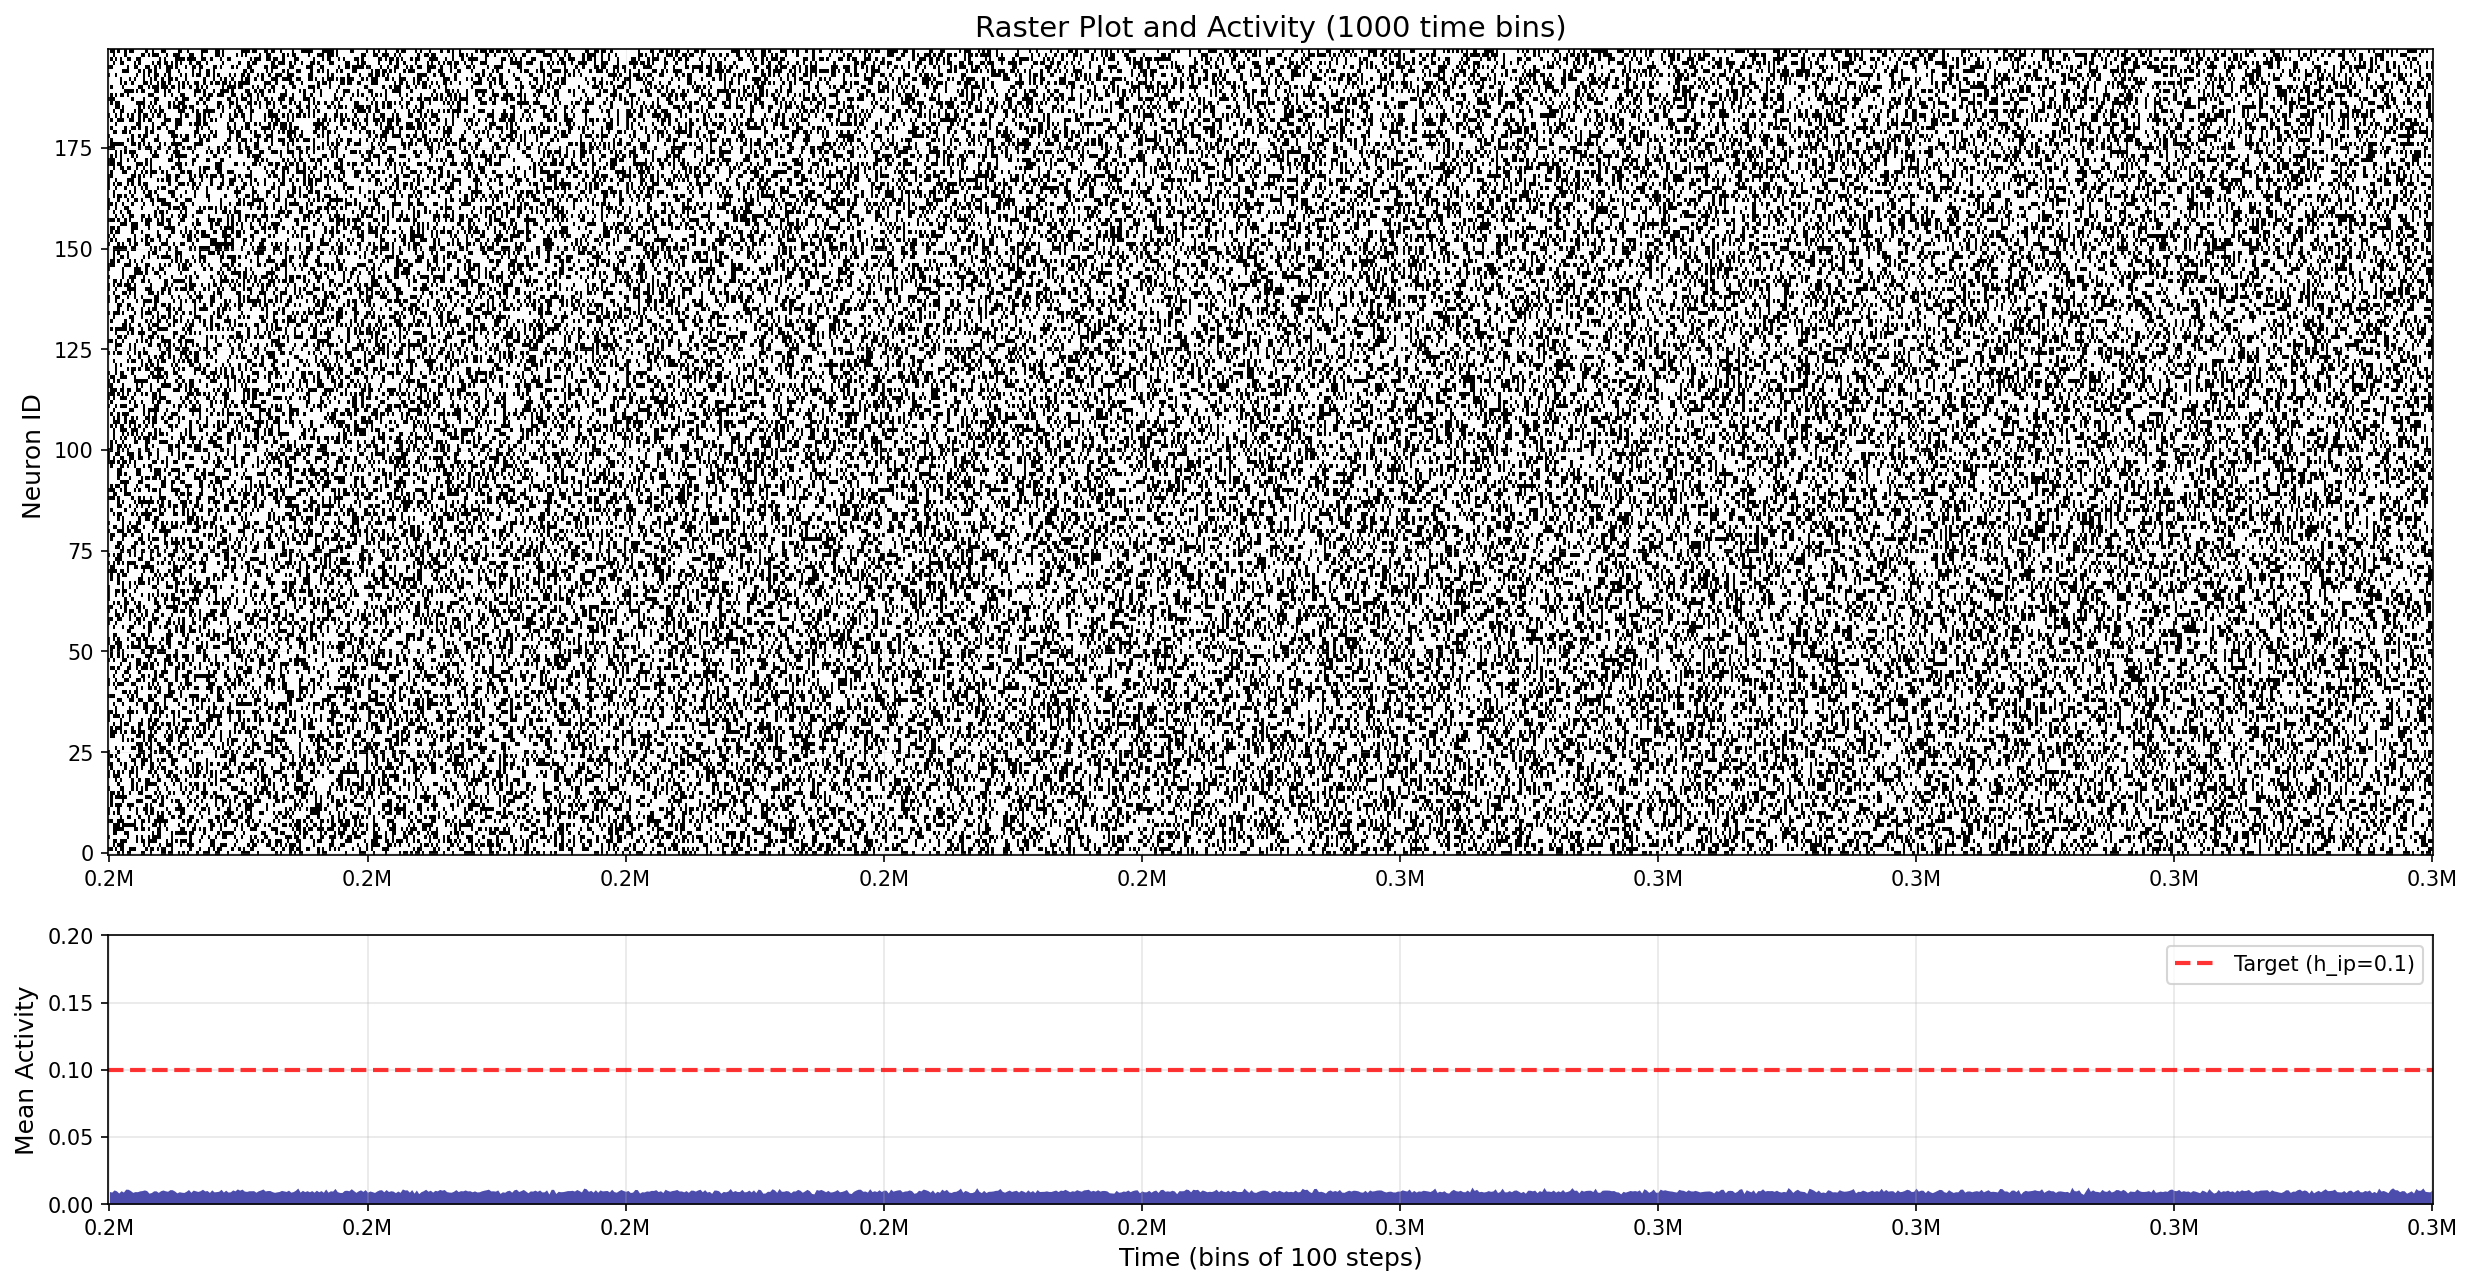 Raster Plot and Activity (1000 time bins)
Neuron ID
175
150
125
100
75
50
25
0
0.2M 0.2M 0.2M 0.2M 0.2M 0.3M 0.3M 0.3M 0.3M 0.3M
Mean Activity
0.20
0.15
0.10
0.05
0.00
Target (h_ip=0.1)
0.2M 0.2M 0.2M 0.2M 0.2M 0.3M 0.3M 0.3M 0.3M 0.3M
Time (bins of 100 steps)